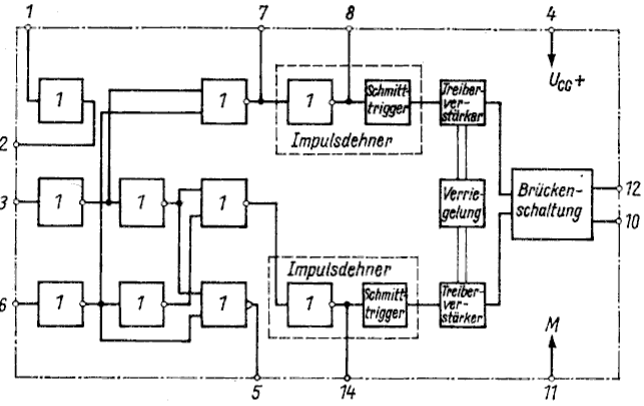 1 7 8 4
1 1 1 Schmitt-trigger Treiber-ver-stärker U_CG+
Impulsdehner
2
3 1 1 1 Verrie-gelung Brücken-schaltung 12
10
Impulsdehner
6 1 1 1 1 Schmitt-trigger Treiber-ver-stärker M
5 14 11